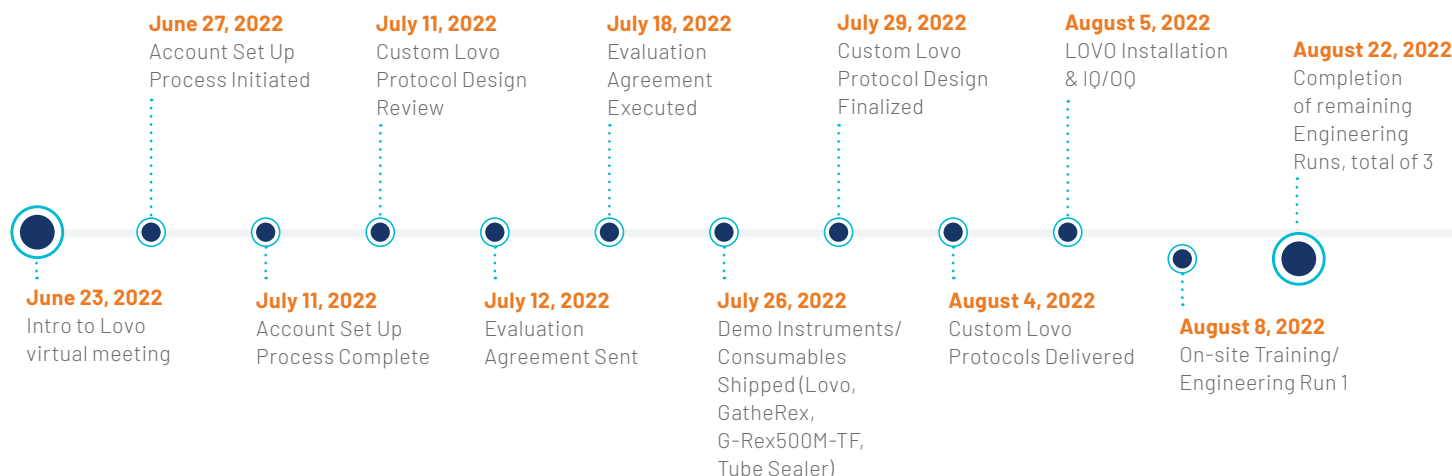 June 27, 2022
Account Set Up
Process Initiated
July 11, 2022
Custom Lovo
Protocol Design
Review
July 18, 2022
Evaluation
Agreement
Executed
July 29, 2022
Custom Lovo
Protocol Design
Finalized
August 5, 2022
LOVO Installation
& IQ/OQ
August 22, 2022
Completion
of remaining
Engineering
Runs, total of 3
June 23, 2022
Intro to Lovo
virtual meeting
July 11, 2022
Account Set Up
Process Complete
July 12, 2022
Evaluation
Agreement Sent
July 26, 2022
Demo Instruments/
Consumables
Shipped (Lovo,
GatheRex,
G-Rex500M-TF,
Tube Sealer)
August 4, 2022
Custom Lovo
Protocols Delivered
August 8, 2022
On-site Training/
Engineering Run 1